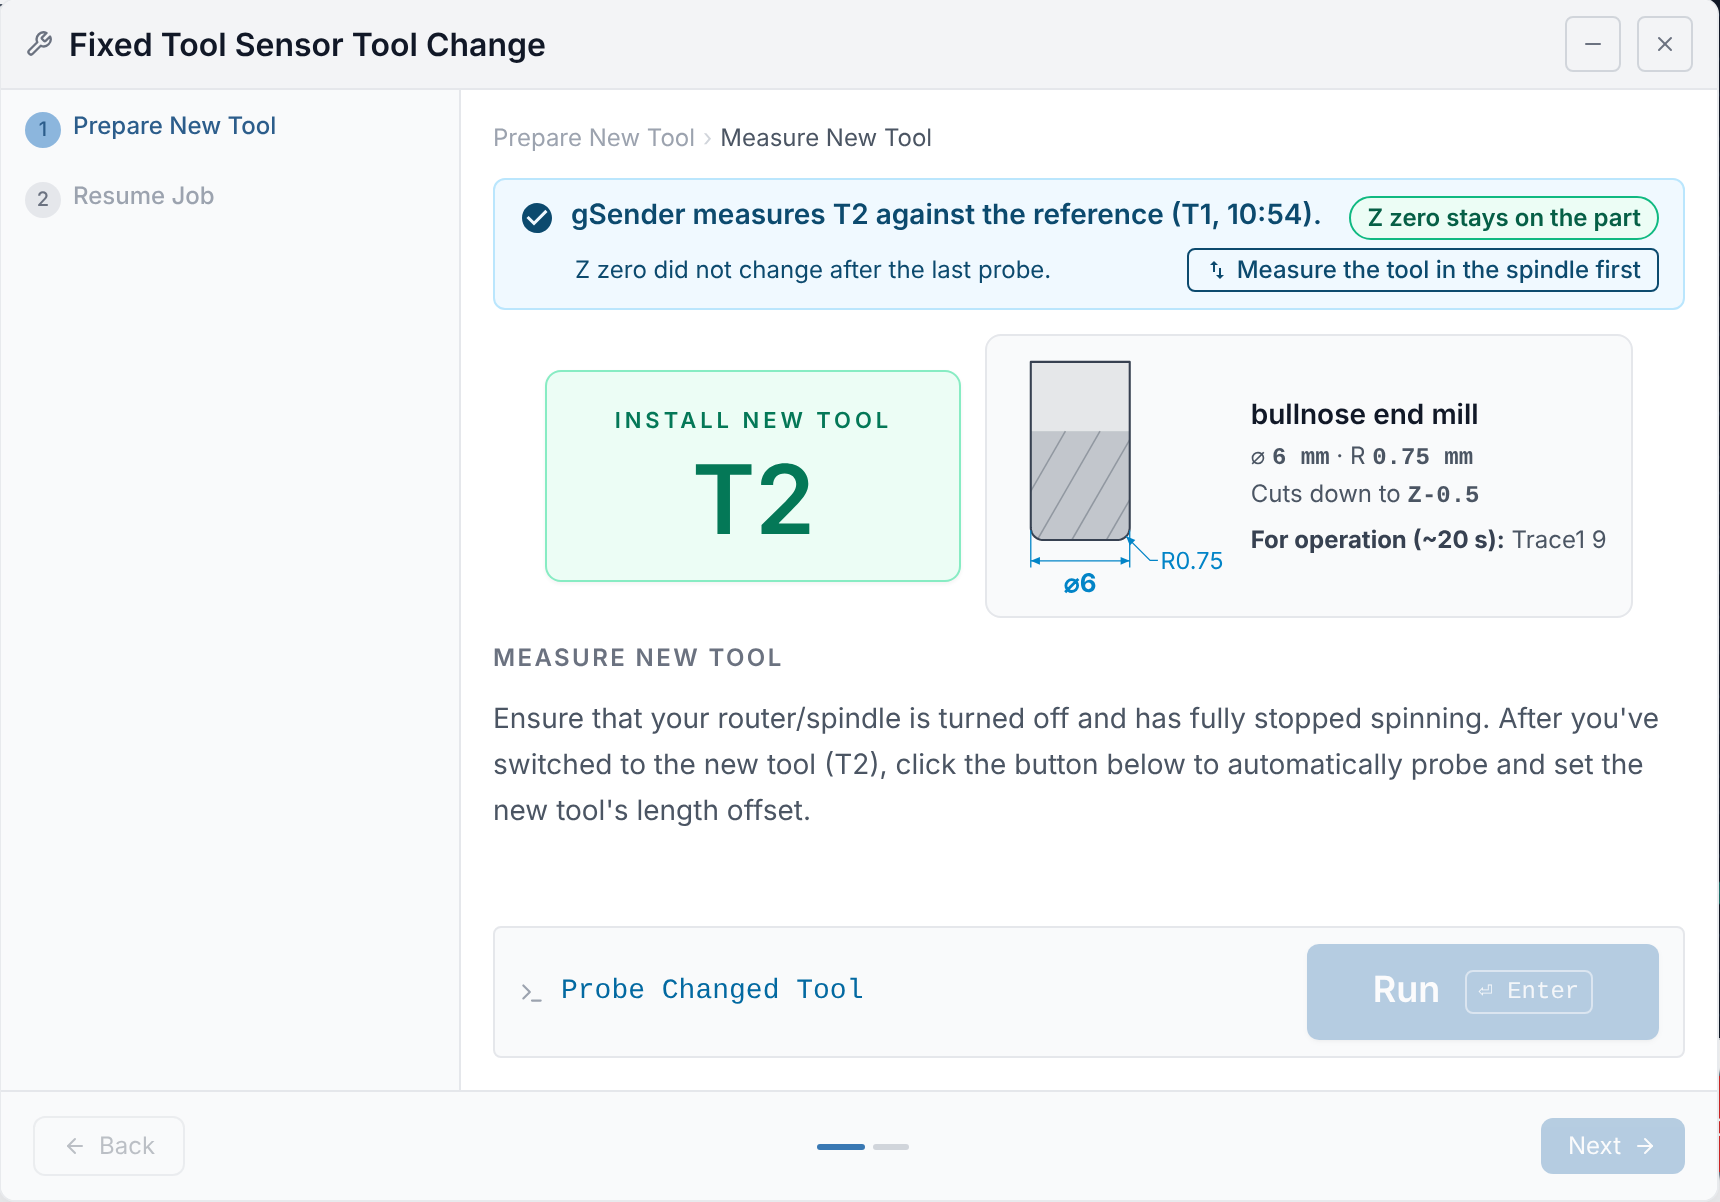 Fixed Tool Sensor Tool Change
1 Prepare New Tool
2 Resume Job
Prepare New Tool › Measure New Tool
gSender measures T2 against the reference (T1, 10:54).
Z zero stays on the part
Z zero did not change after the last probe.
Measure the tool in the spindle first
INSTALL NEW TOOL
T2
R0.75
⌀6
bullnose end mill
⌀ 6 mm · R 0.75 mm
Cuts down to Z-0.5
For operation (~20 s): Trace1 9
MEASURE NEW TOOL
Ensure that your router/spindle is turned off and has fully stopped spinning. After you've
switched to the new tool (T2), click the button below to automatically probe and set the
new tool's length offset.
Probe Changed Tool
Run ⏎ Enter
← Back
Next →